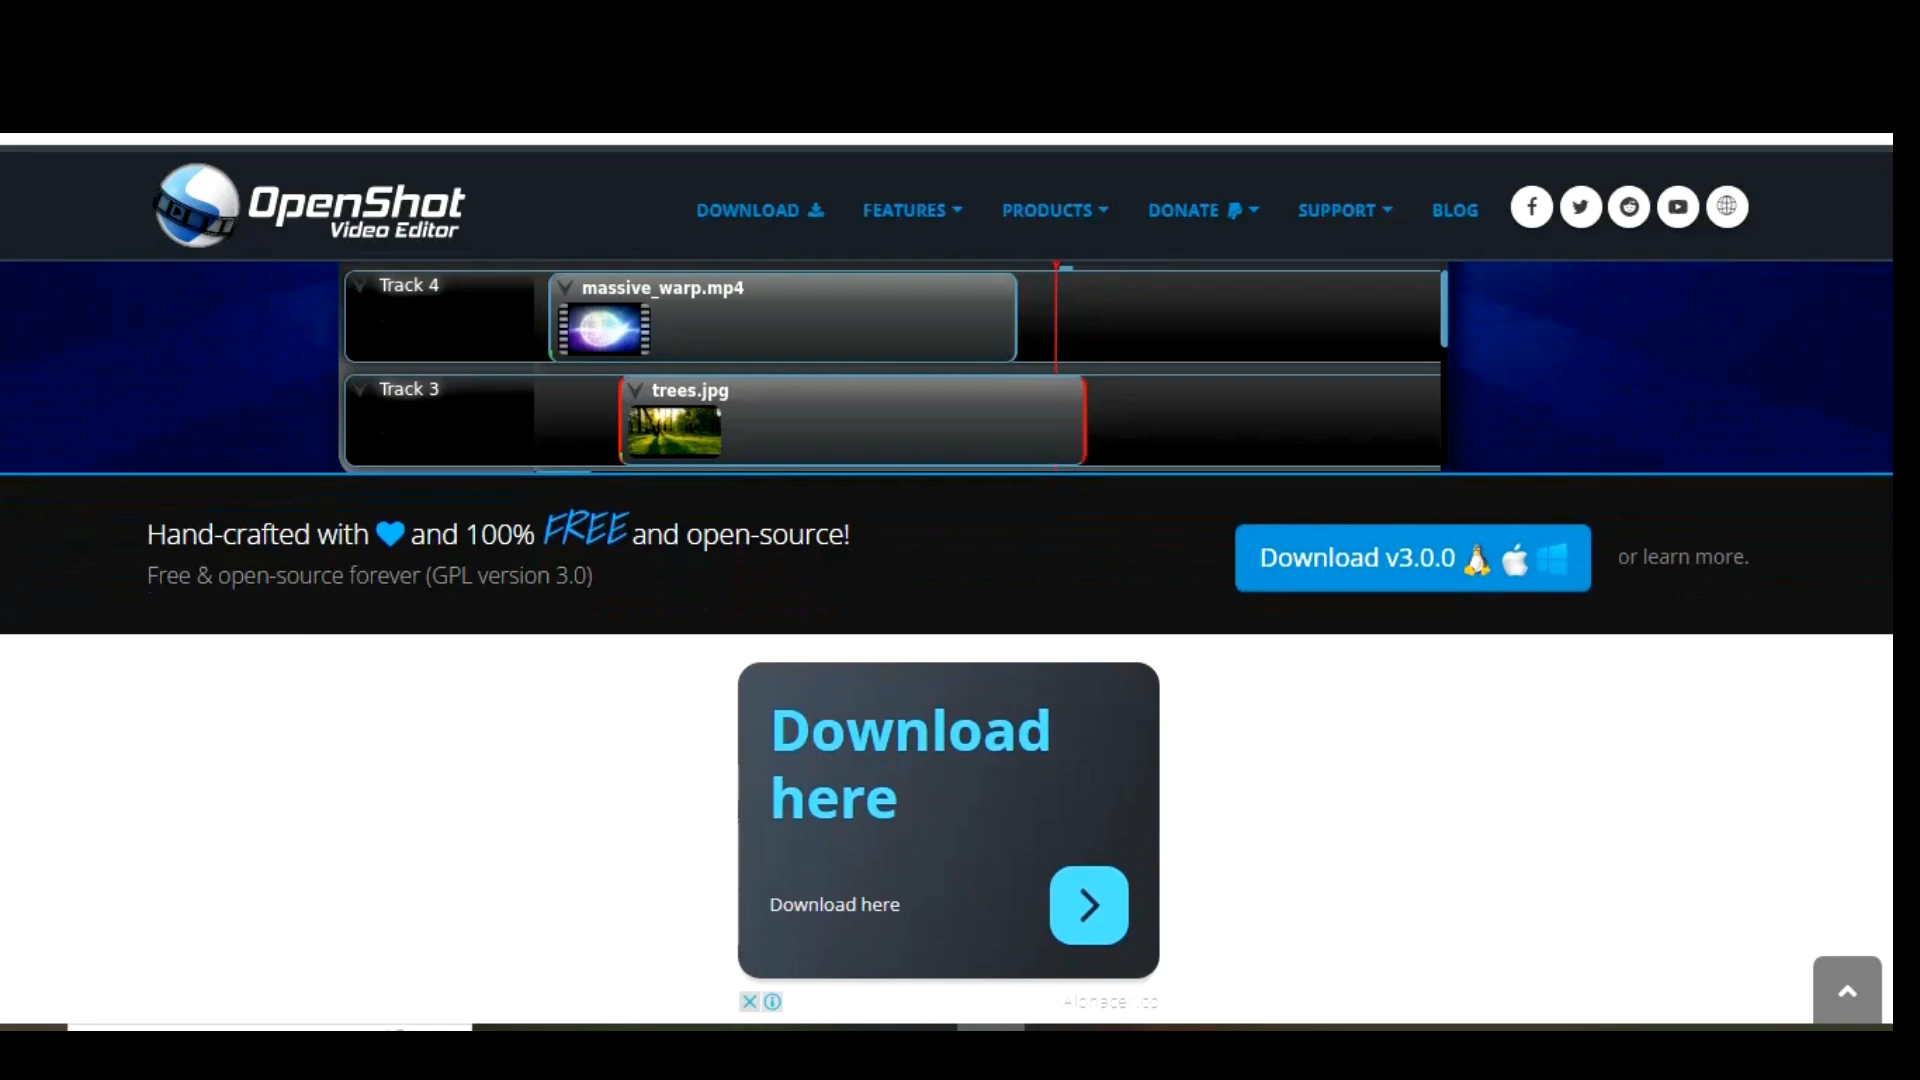 OpenShot
Video Editor
DOWNLOAD
FEATURES
PRODUCTS
DONATE
SUPPORT
BLOG
Track 4
massive_warp.mp4
Track 3
trees.jpg
Hand-crafted with and 100% FREE and open-source!
Free & open-source forever (GPL version 3.0)
Download v3.0.0
or learn more.
Download
here
Download here